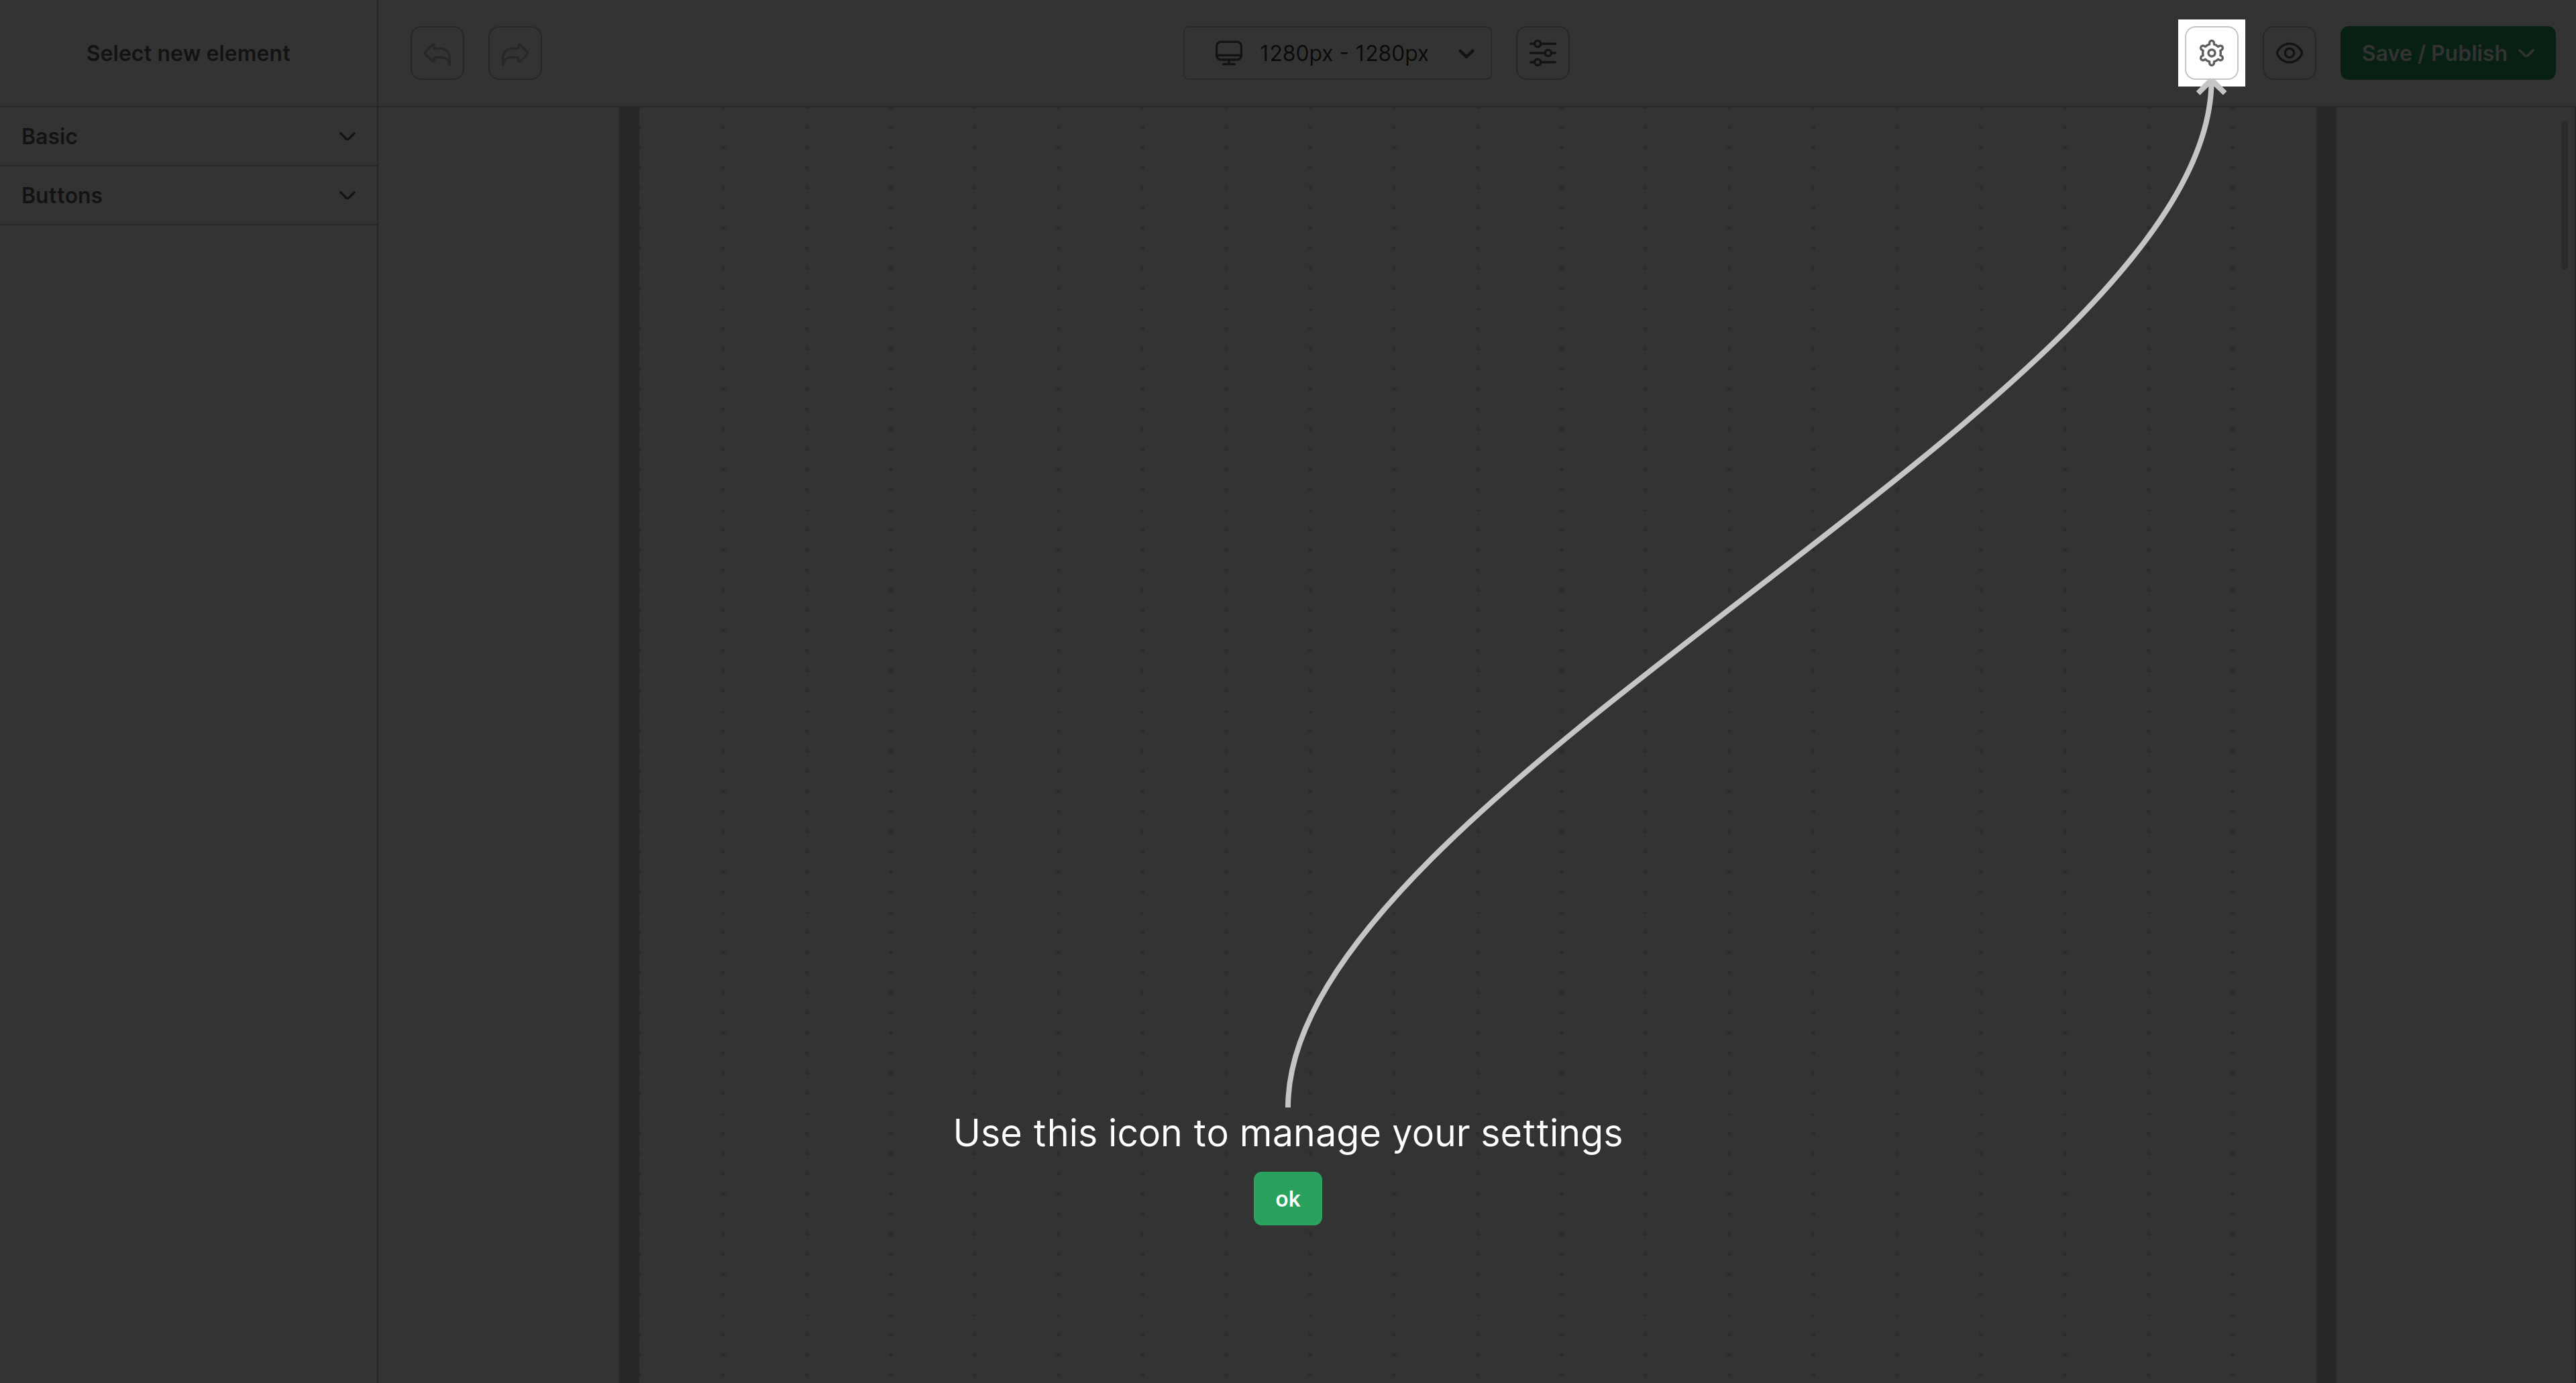 Select new element
1280px - 1280px
Save / Publish
Basic
Buttons
Use this icon to manage your settings
ok